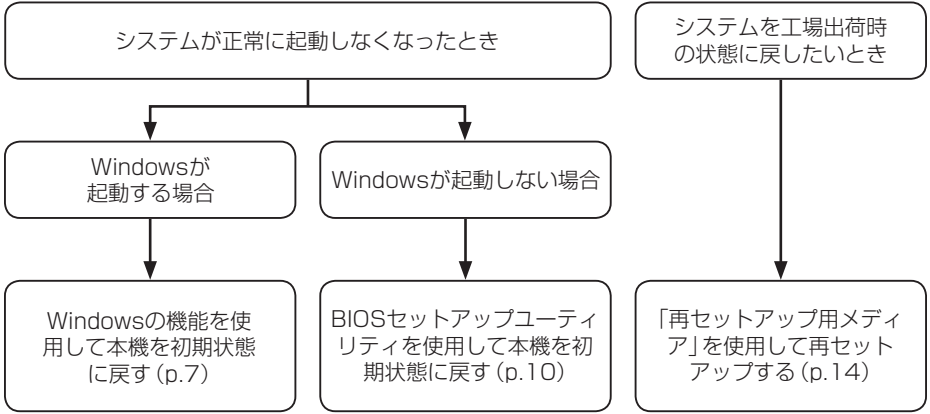 システムが正常に起動しなくなったとき
システムを工場出荷時
の状態に戻したいとき
Windowsが
起動する場合
Windowsが起動しない場合
Windowsの機能を使
用して本機を初期状態
に戻す(p.7)
BIOSセットアップユーティ
リティを使用して本機を初
期状態に戻す(p.10)
「再セットアップ用メディ
ア」を使用して再セット
アップする(p.14)